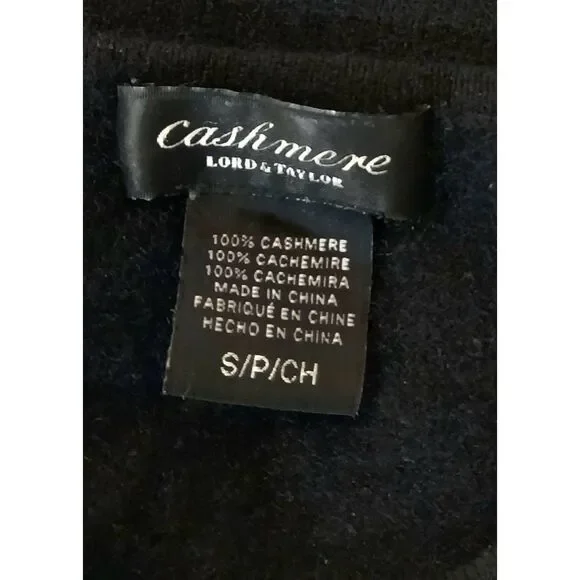 Cashmere
LORD & TAYLOR
100% CASHMERE
100% CACHEMIRE
100% CACHEMIRA
MADE IN CHINA
FABRIQUÉ EN CHINE
HECHO EN CHINA
S/P/CH